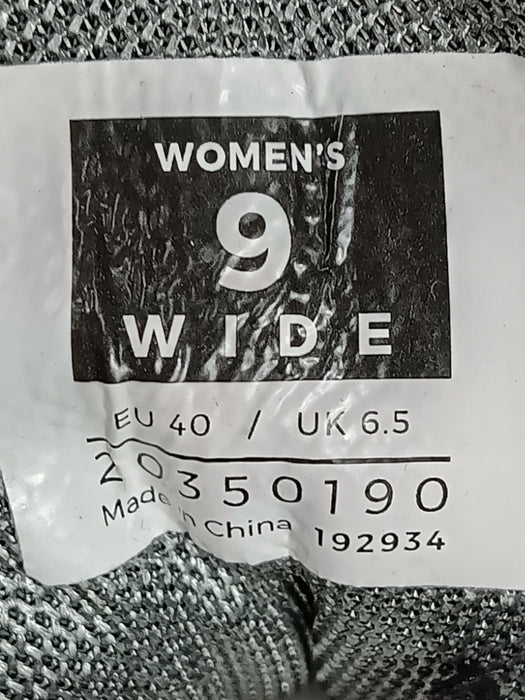 WOMEN'S
9
WIDE
EU 40 / UK 6.5
20350190
Made in China 192934